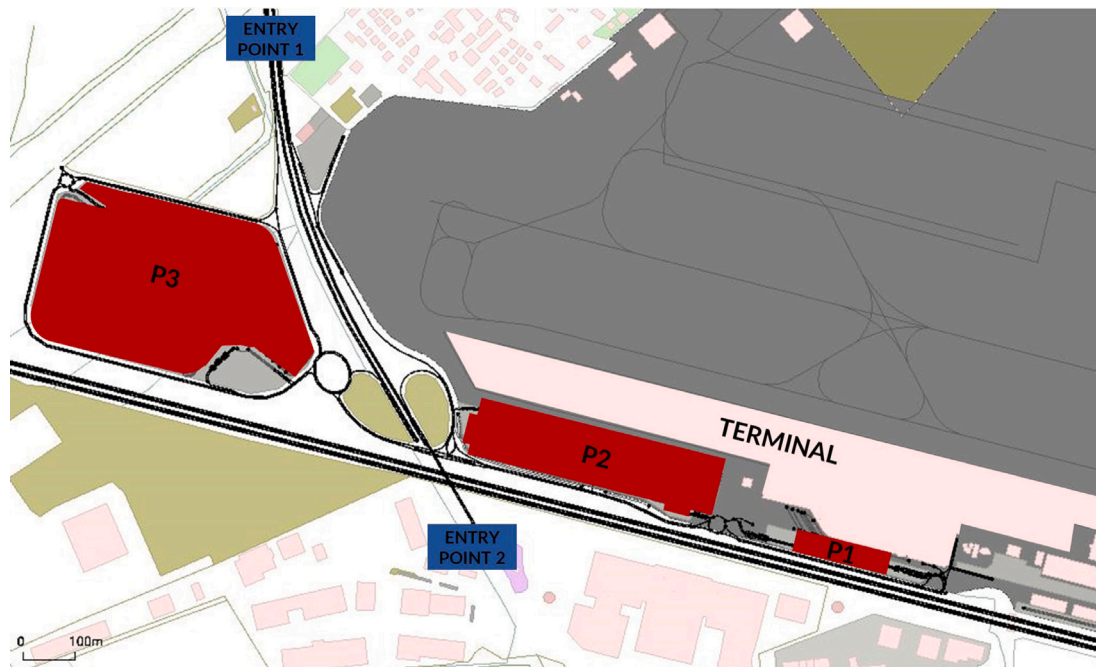 ENTRY
POINT 1
P3
TERMINAL
P2
P1
ENTRY
POINT 2
0 100m